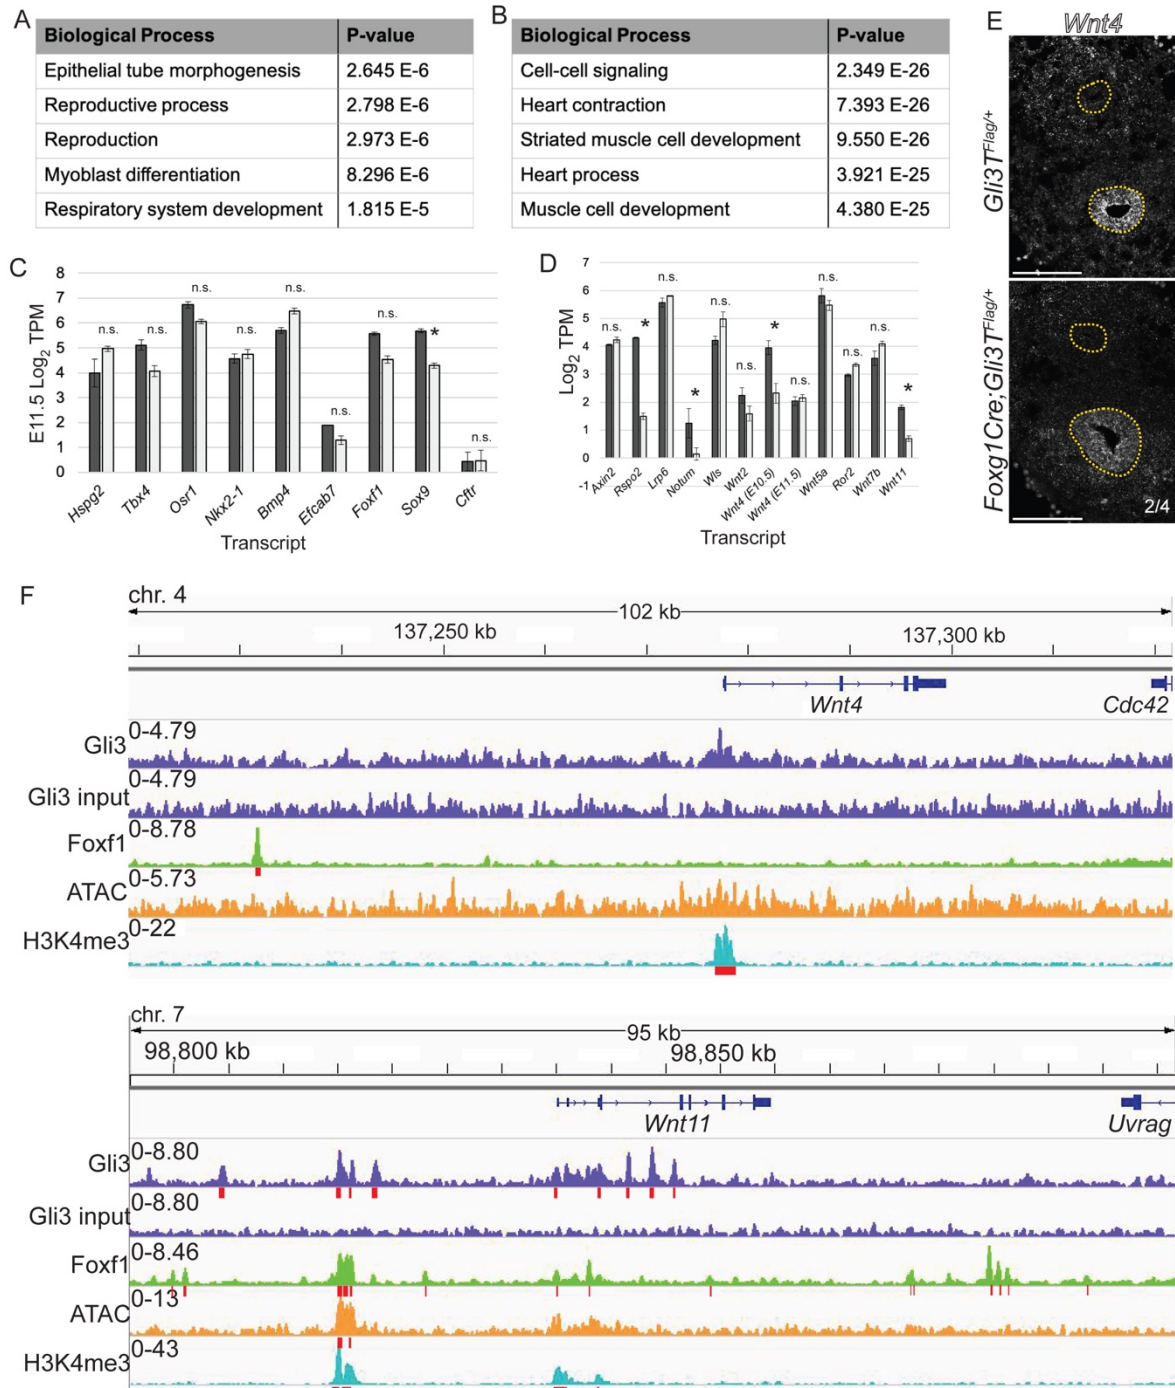 A
Biological Process P-value
Epithelial tube morphogenesis 2.645 E-6
Reproductive process 2.798 E-6
Reproduction 2.973 E-6
Myoblast differentiation 8.296 E-6
Respiratory system development 1.815 E-5
B
Biological Process P-value
Cell-cell signaling 2.349 E-26
Heart contraction 7.393 E-26
Striated muscle cell development 9.550 E-26
Heart process 3.921 E-25
Muscle cell development 4.380 E-25
E
Wnt4
Gli3T^Flag/+
Foxg1Cre;Gli3T^Flag/+
2/4
C
E11.5 Log₂ TPM
8
7
6
5
4
3
2
1
0
n.s.
n.s.
n.s.
n.s.
n.s.
n.s.
n.s.
*
n.s.
Hspg2
Tbx4
Osr1
Nkx2-1
Bmp4
Efcab7
Foxf1
Sox9
Cftr
Transcript
D
Log₂ TPM
7
6
5
4
3
2
1
0
-1
n.s.
*
n.s.
*
n.s.
n.s.
*
n.s.
n.s.
n.s.
n.s.
*
Axin2
Rspo2
Lrp6
Notum
Wls
Wnt2
Wnt4 (E10.5)
Wnt4 (E11.5)
Wnt5a
Ror2
Wnt7b
Wnt11
Transcript
F
chr. 4
102 kb
137,250 kb 137,300 kb
Wnt4 Cdc42
Gli3 0-4.79
Gli3 input 0-4.79
Foxf1 0-8.78
ATAC 0-5.73
H3K4me3 0-22
chr. 7
95 kb
98,800 kb 98,850 kb
Wnt11 Uvrag
Gli3 0-8.80
Gli3 input 0-8.80
Foxf1 0-8.46
ATAC 0-13
H3K4me3 0-43